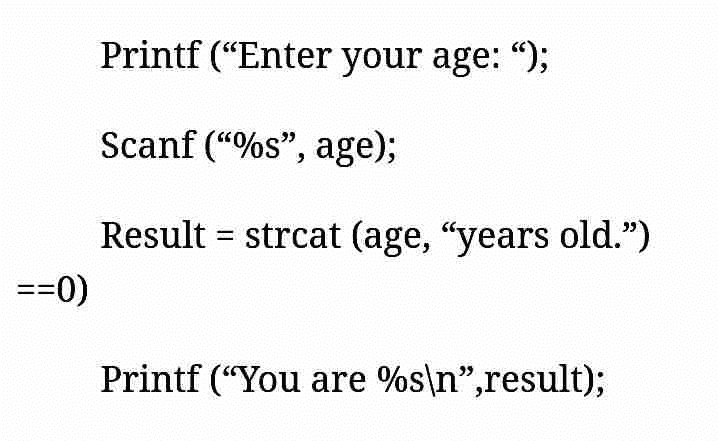 Printf (“Enter your age: “);
Scanf (“%s”, age);
Result = strcat (age, “years old.”)
==0)
Printf (“You are %s\n”,result);